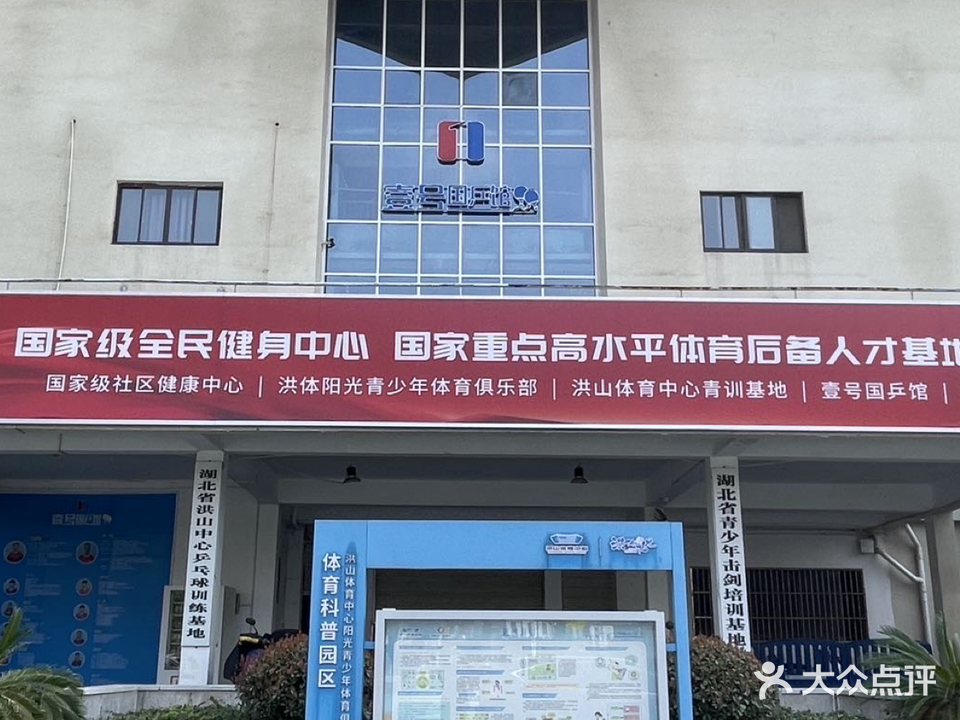 壹号国乒馆
国家级全民健身中心 国家重点高水平体育后备人才基地
国家级社区健康中心 | 洪体阳光青少年体育俱乐部 | 洪山体育中心青训基地 | 壹号国乒馆 |
湖北省洪山中心乒乓球训练基地
湖北省青少年击剑培训基地
壹号国乒馆
体育科普园区
洪山体育中心阳光青少年体育俱
大众点评